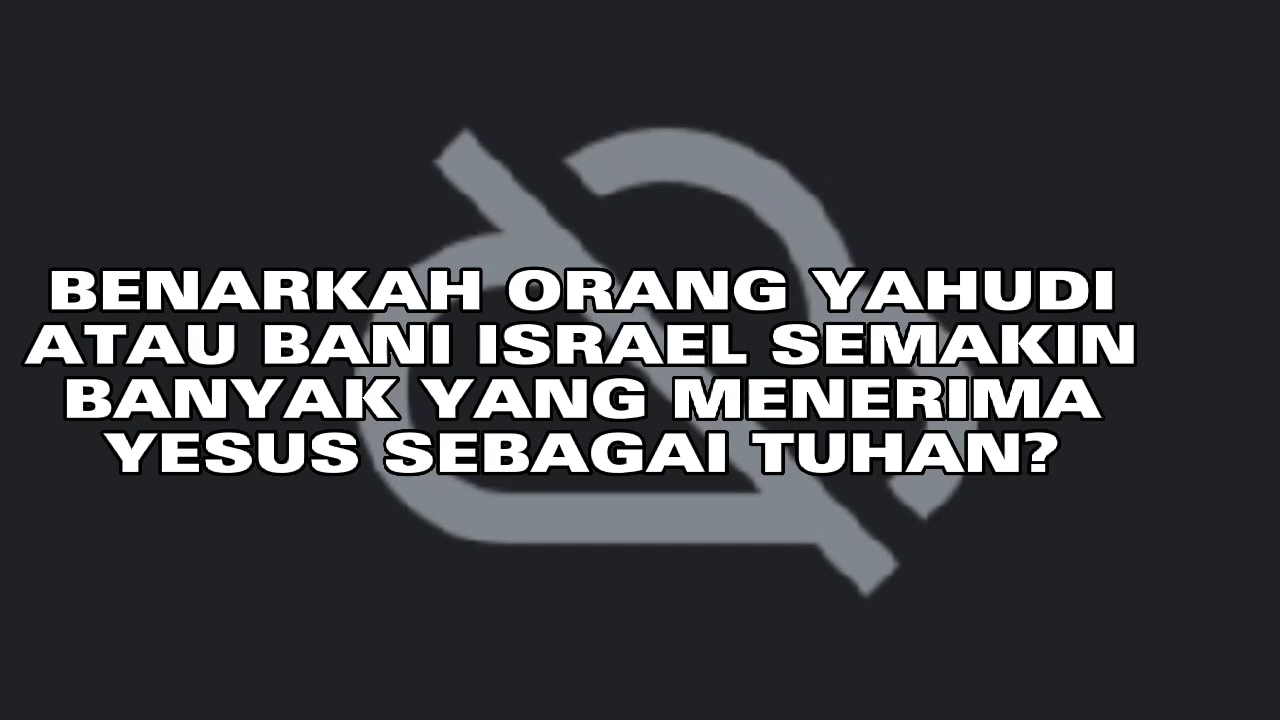 BENARKAH ORANG YAHUDI
ATAU BANI ISRAEL SEMAKIN
BANYAK YANG MENERIMA
YESUS SEBAGAI TUHAN?